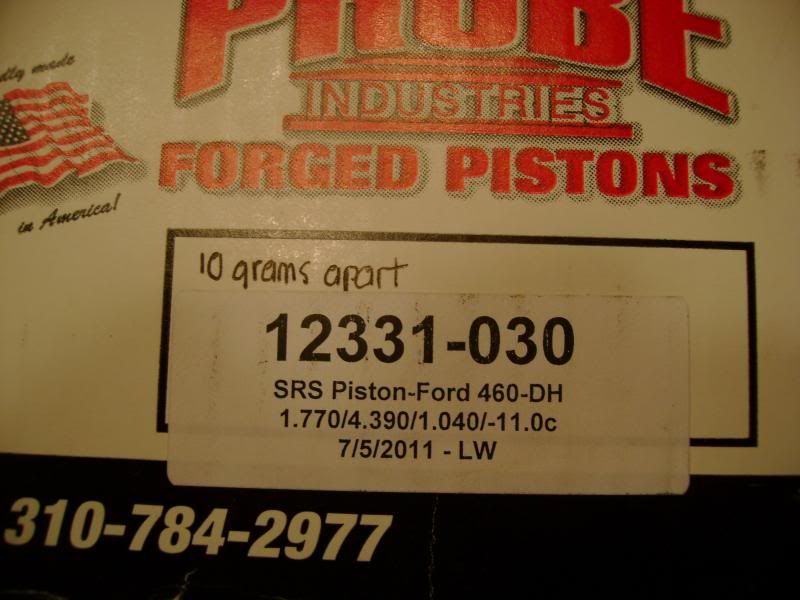 PROBE
INDUSTRIES
FORGED PISTONS
made
in America!
10 grams apart
12331-030
SRS Piston-Ford 460-DH
1.770/4.390/1.040/-11.0c
7/5/2011 - LW
310-784-2977